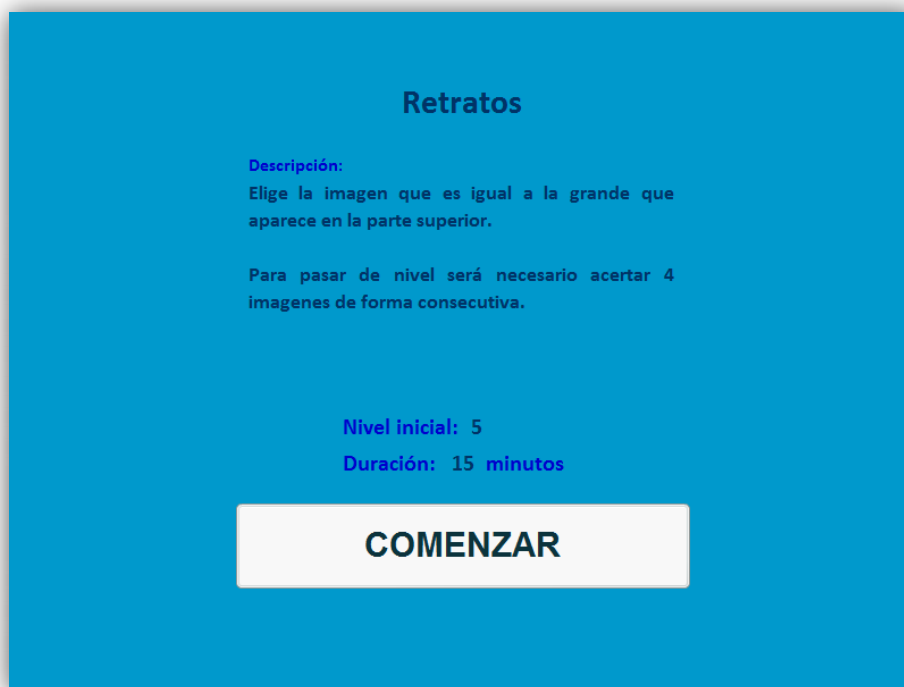 Retratos
Descripción:
Elige la imagen que es igual a la grande que
aparece en la parte superior.
Para pasar de nivel será necesario acertar 4
imagenes de forma consecutiva.
Nivel inicial: 5
Duración: 15 minutos
COMENZAR